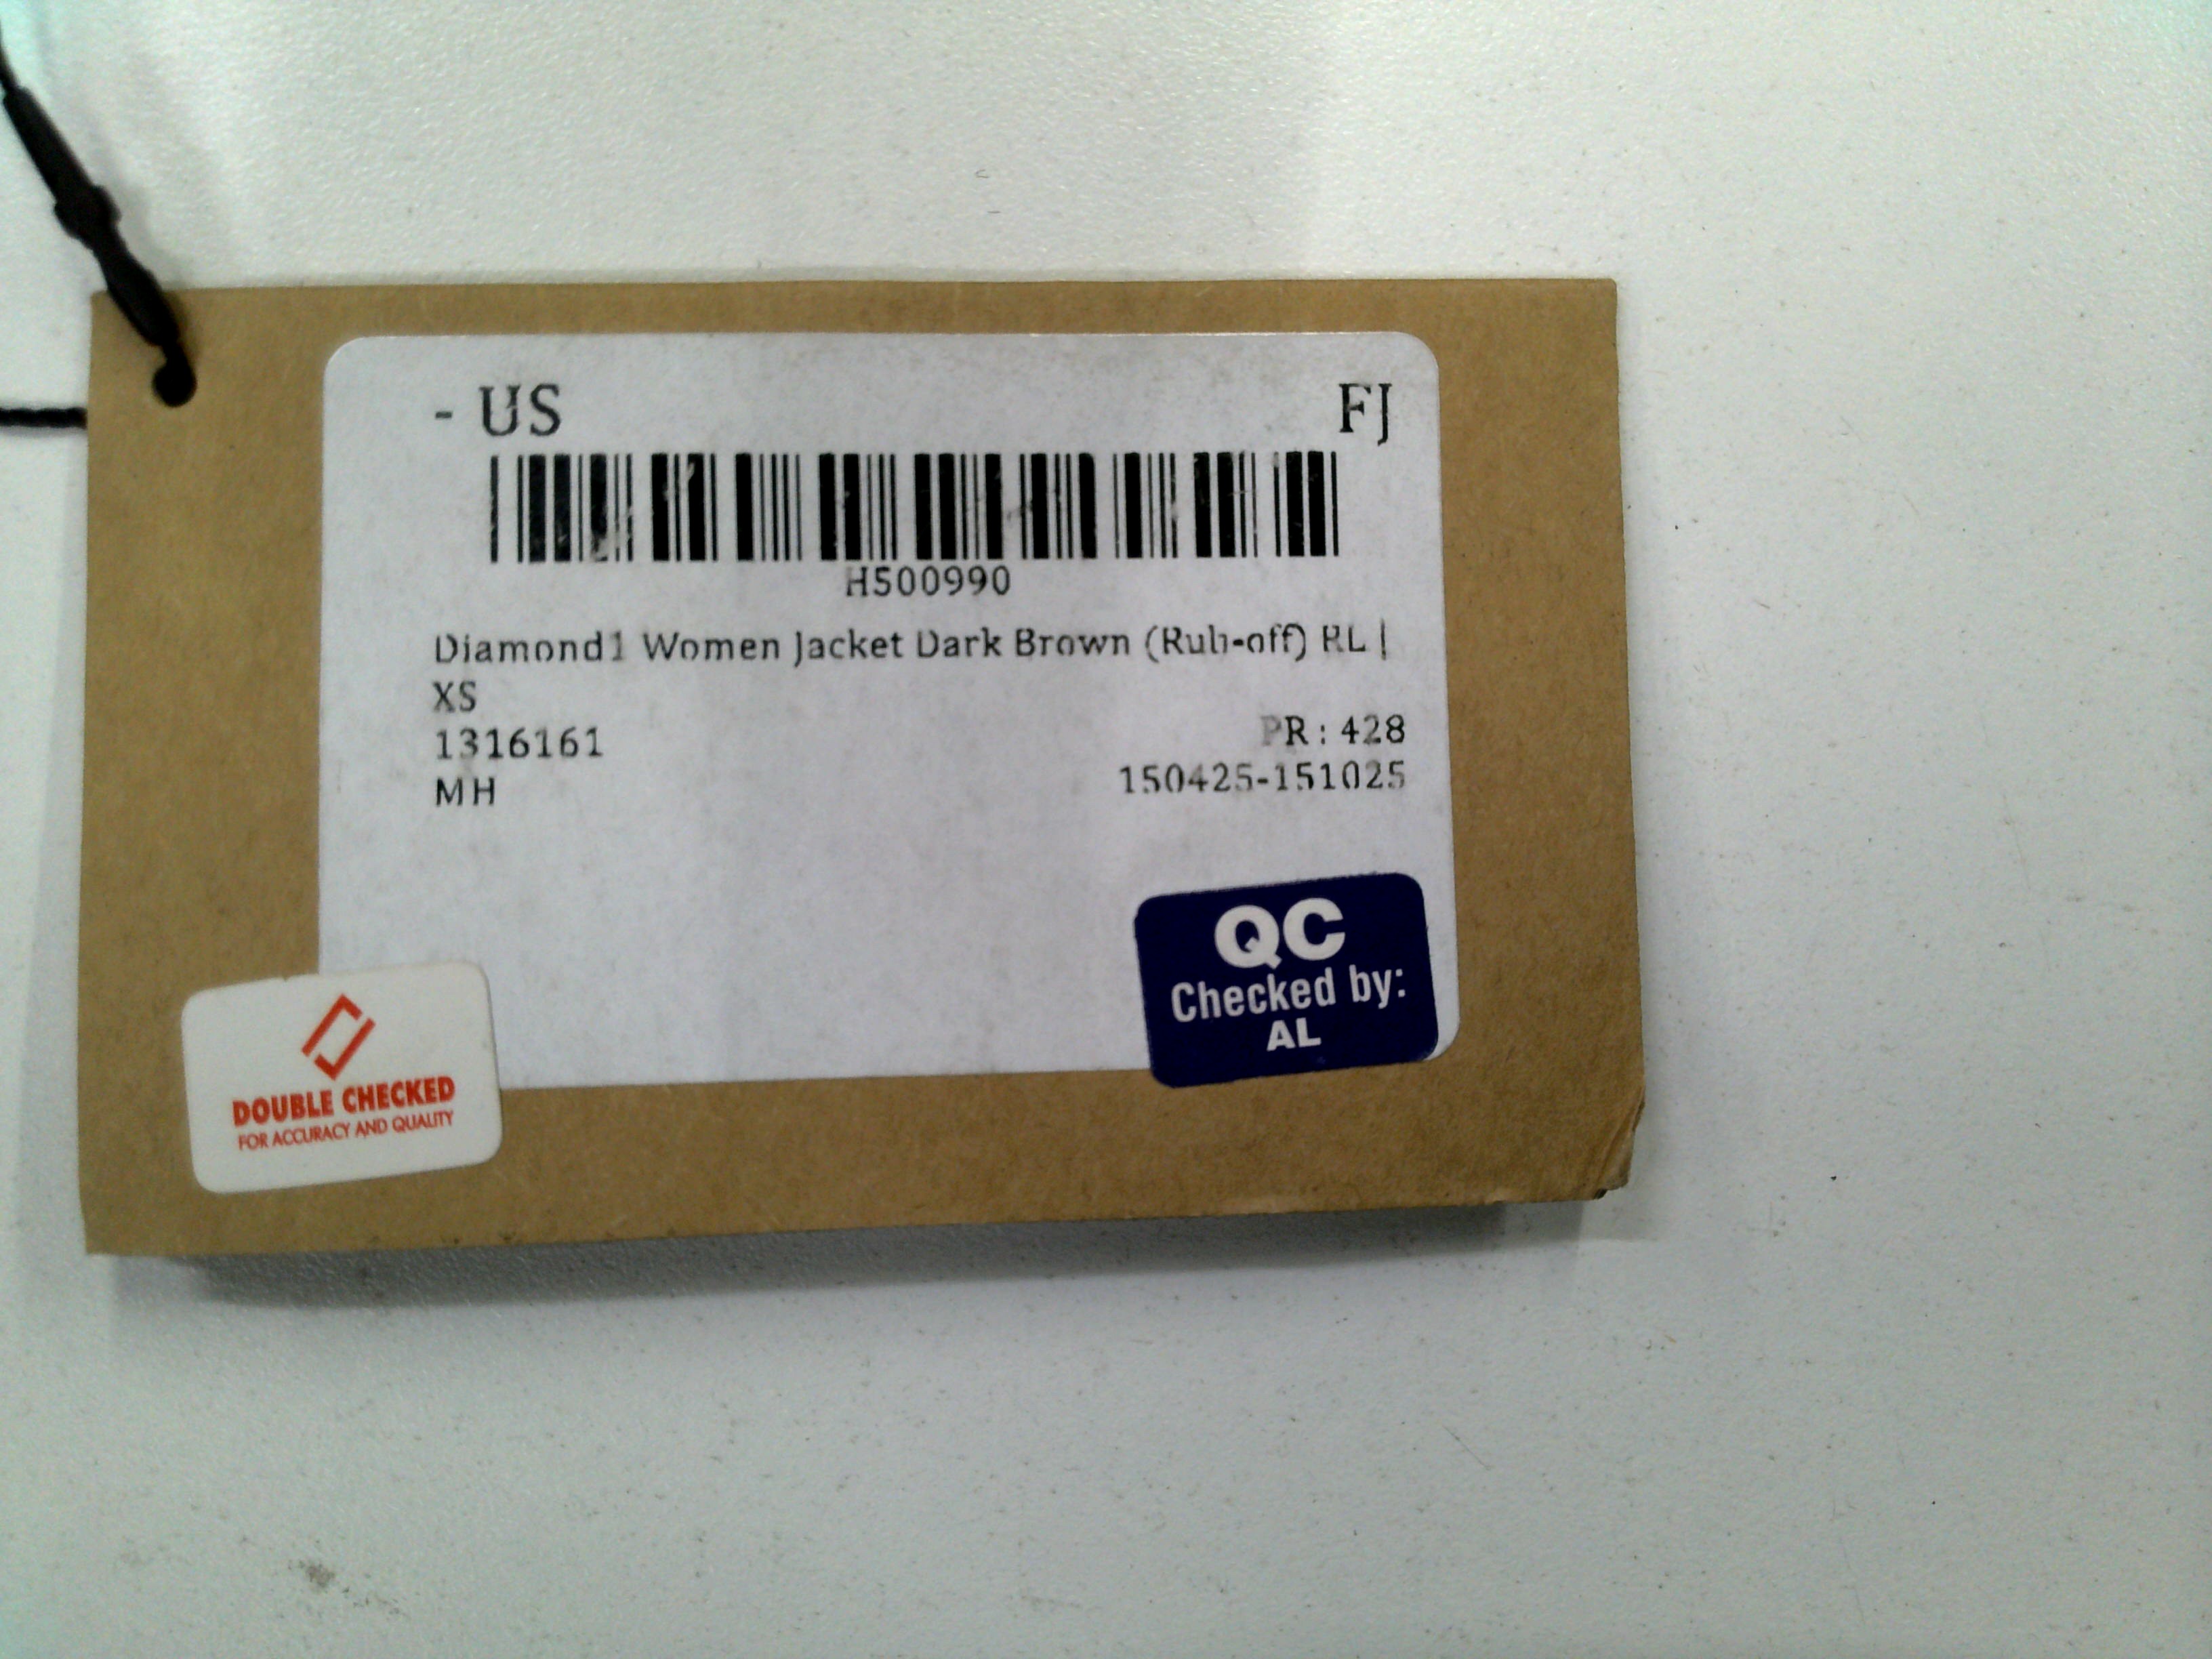 - US FJ
H500990
Diamond1 Women Jacket Dark Brown (Rub-off) RL |
XS
1316161 PR : 428
MH 150425-151025
QC
Checked by:
AL
DOUBLE CHECKED
FOR ACCURACY AND QUALITY